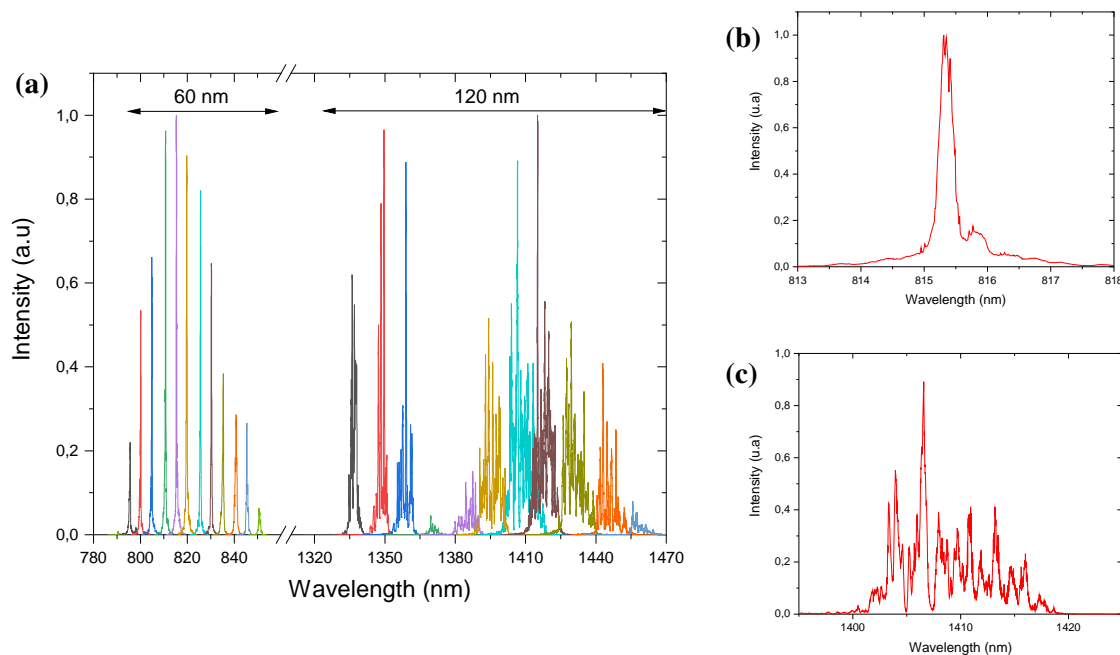 (a)
60 nm
120 nm
1,0
0,8
0,6
0,4
0,2
0,0
Intensity (a.u)
780 800 820 840 1320 1350 1380 1410 1440 1470
Wavelength (nm)
(b)
1,0
0,8
0,6
0,4
0,2
0,0
Intensity (u.a)
813 814 815 816 817 818
Wavelength (nm)
(c)
1,0
0,8
0,6
0,4
0,2
0,0
Intensity (u.a)
1400 1410 1420
Wavelength (nm)